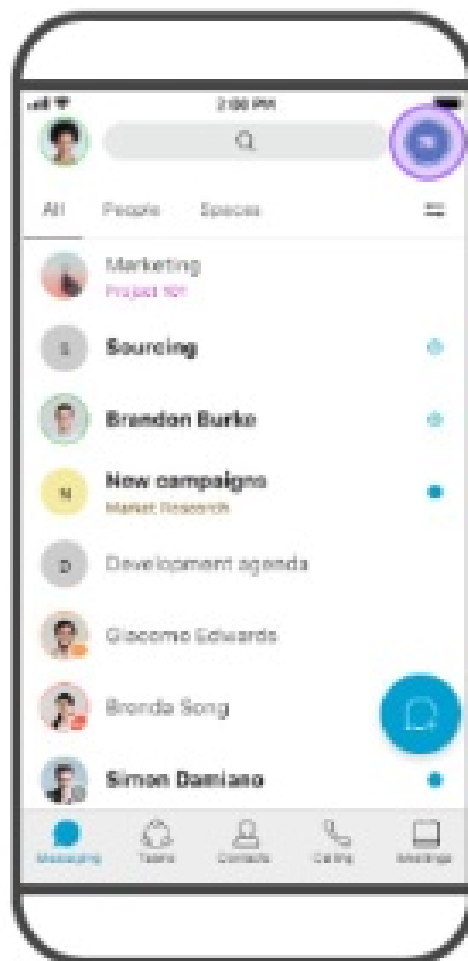 2:00 PM
All People Spaces
Marketing
Project 101
S Sourcing
Brandon Burke
N New campaigns
Market Research
D Development agenda
Giacomo Edwards
Brenda Song
Simon Damiano
Messaging Teams Contacts Calling Meetings